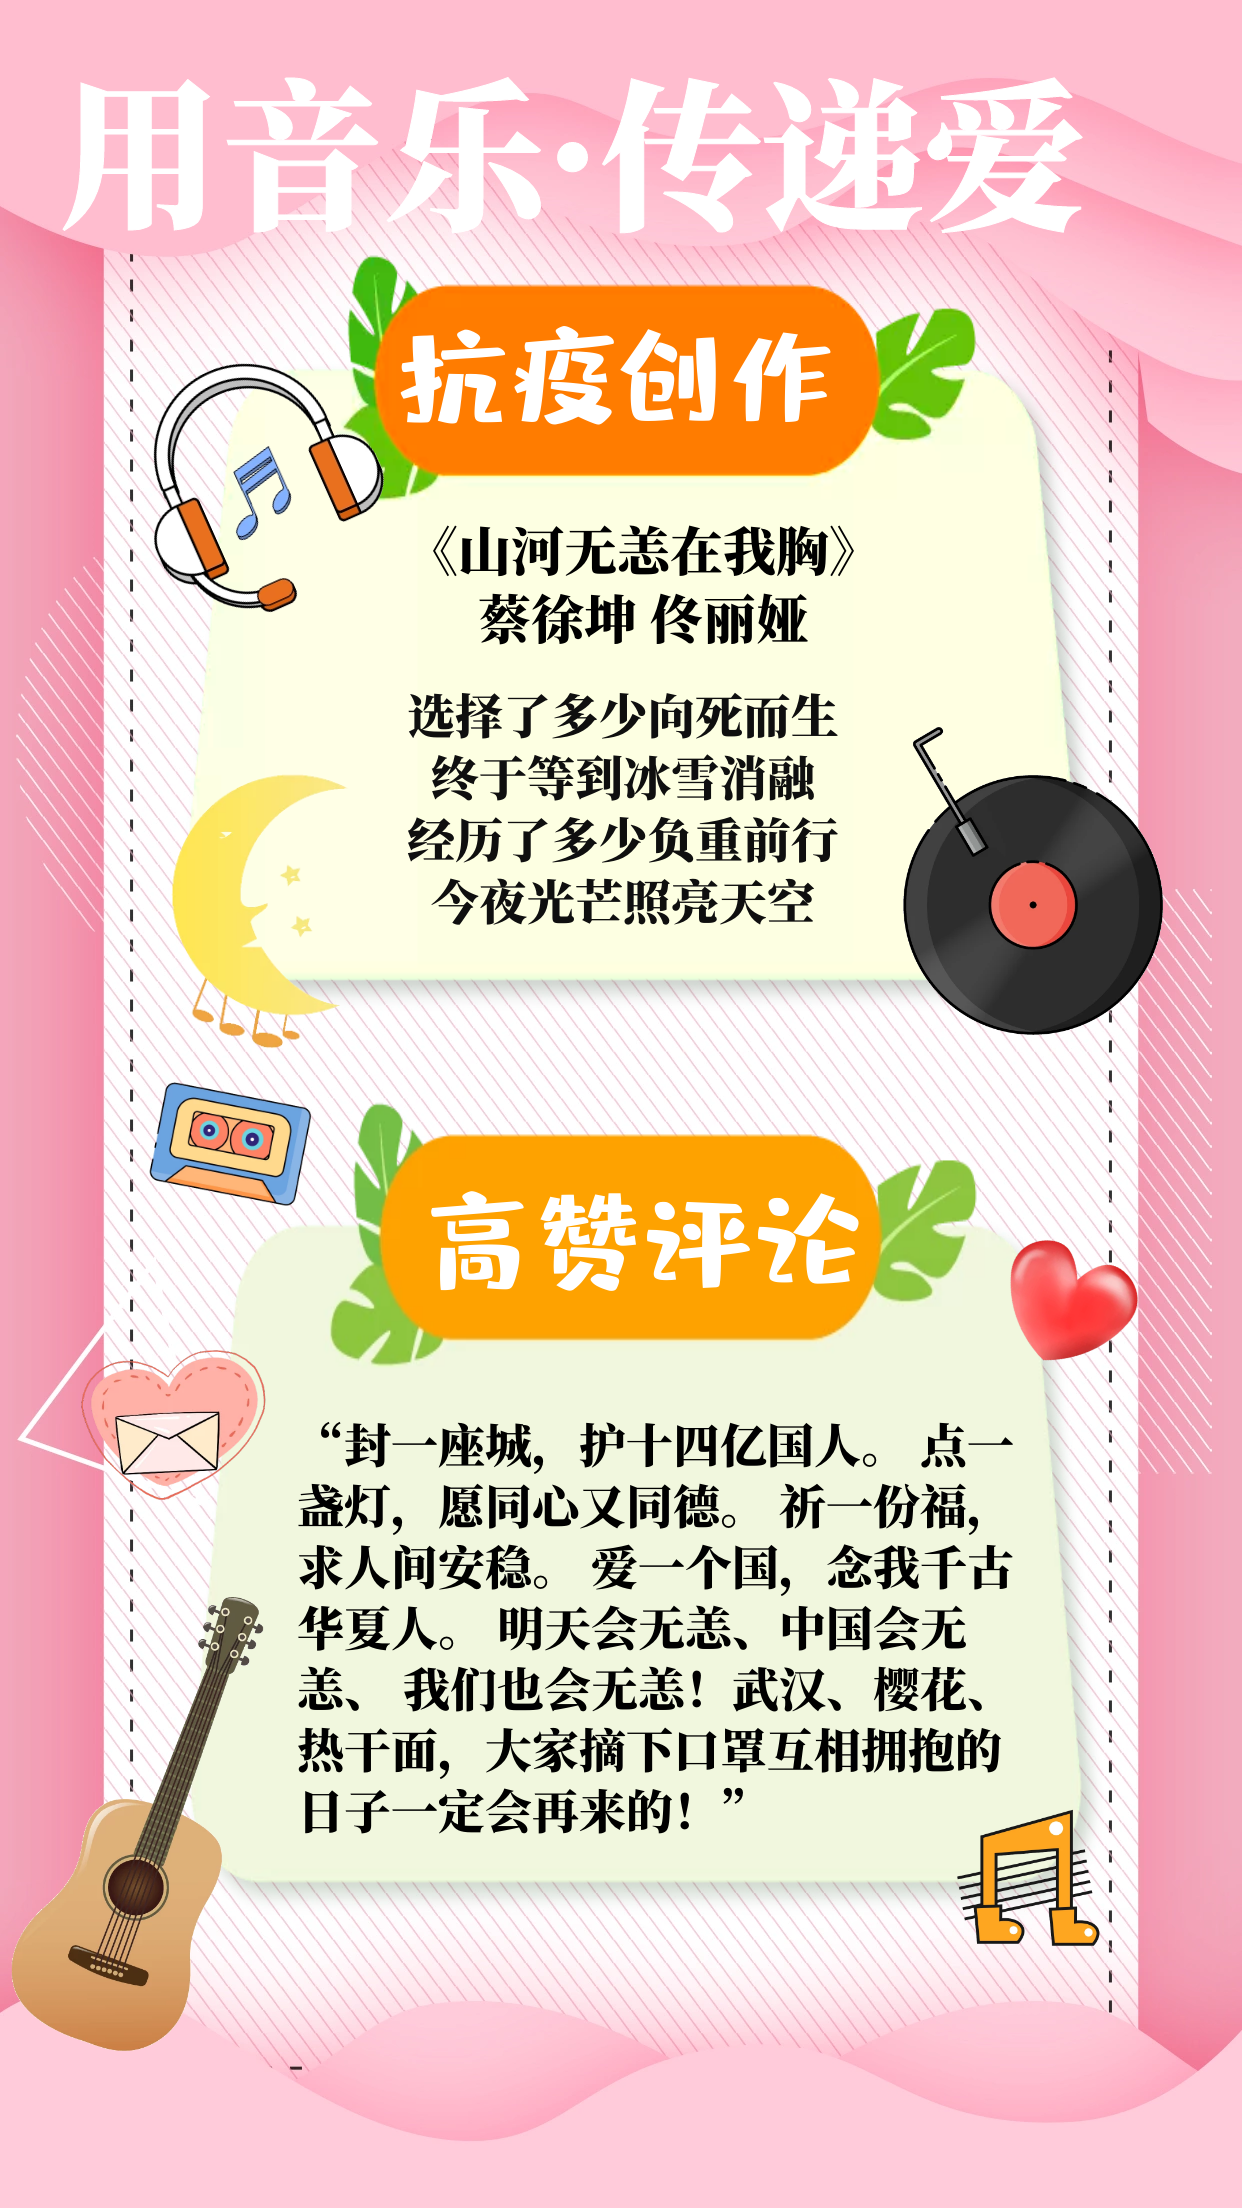 用音乐·传递爱
抗疫创作
《山河无恙在我胸》
蔡徐坤 佟丽娅
选择了多少向死而生
终于等到冰雪消融
经历了多少负重前行
今夜光芒照亮天空
高赞评论
“封一座城，护十四亿国人。 点一
盏灯，愿同心又同德。 祈一份福，
求人间安稳。 爱一个国，念我千古
华夏人。 明天会无恙、中国会无
恙、 我们也会无恙！武汉、樱花、
热干面，大家摘下口罩互相拥抱的
日子一定会再来的！”